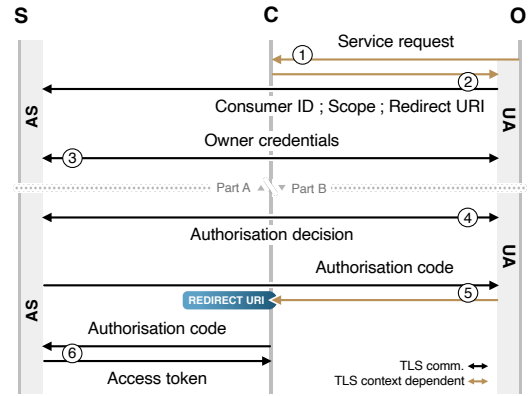 S C O
Service request
1
2
Consumer ID ; Scope ; Redirect URI
AS
UA
Owner credentials
3
Part A Part B
4
Authorisation decision
Authorisation code
UA
5
REDIRECT URI
AS
Authorisation code
6
Access token
TLS comm.
TLS context dependent